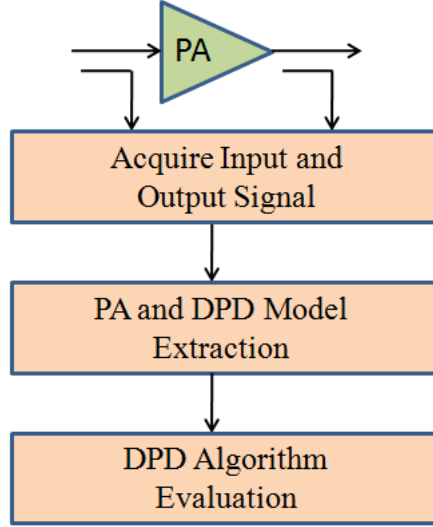 PA
Acquire Input and
Output Signal
PA and DPD Model
Extraction
DPD Algorithm
Evaluation